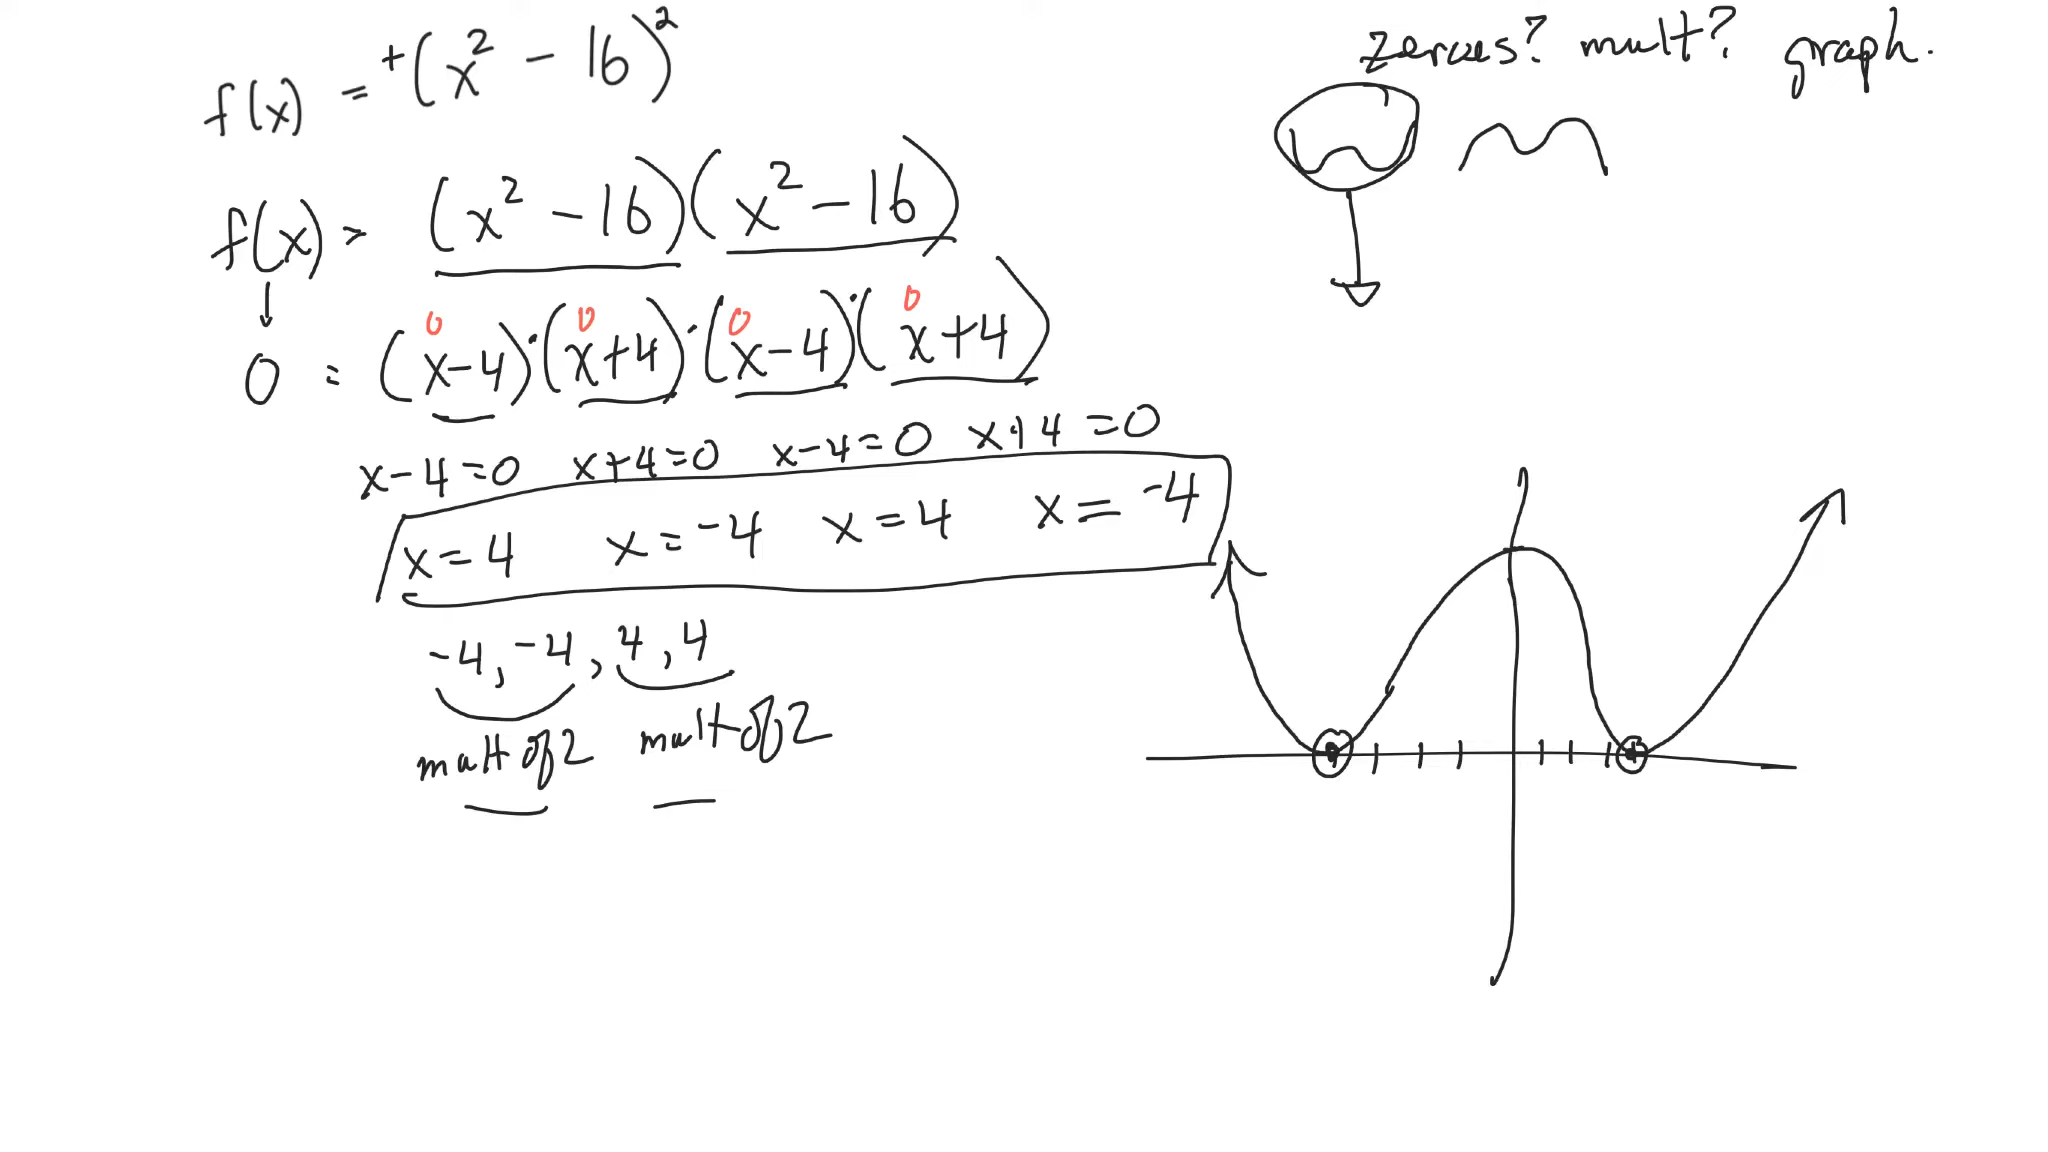 zeroes? mult? graph.
f(x) = +(x² - 16)²
f(x) = (x² - 16)(x² - 16)
0 = (x-4)·(x+4)·(x-4)·(x+4)
0 0 0 0
x-4=0 x+4=0 x-4=0 x+4=0
x=4 x=-4 x=4 x=-4
-4, -4, 4, 4
mult of 2 mult of 2